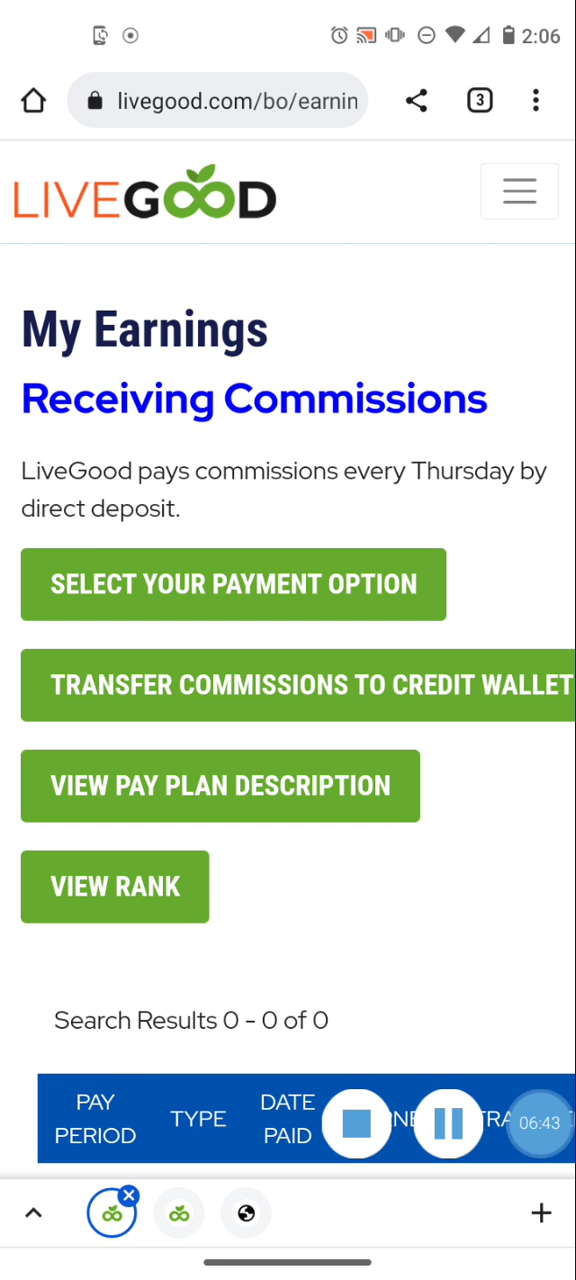 2:06
livegood.com/bo/earnin
3
LIVEGOOD
My Earnings
Receiving Commissions
LiveGood pays commissions every Thursday by
direct deposit.
SELECT YOUR PAYMENT OPTION
TRANSFER COMMISSIONS TO CREDIT WALLET
VIEW PAY PLAN DESCRIPTION
VIEW RANK
Search Results 0 - 0 of 0
PAY PERIOD
TYPE
DATE PAID
06:43